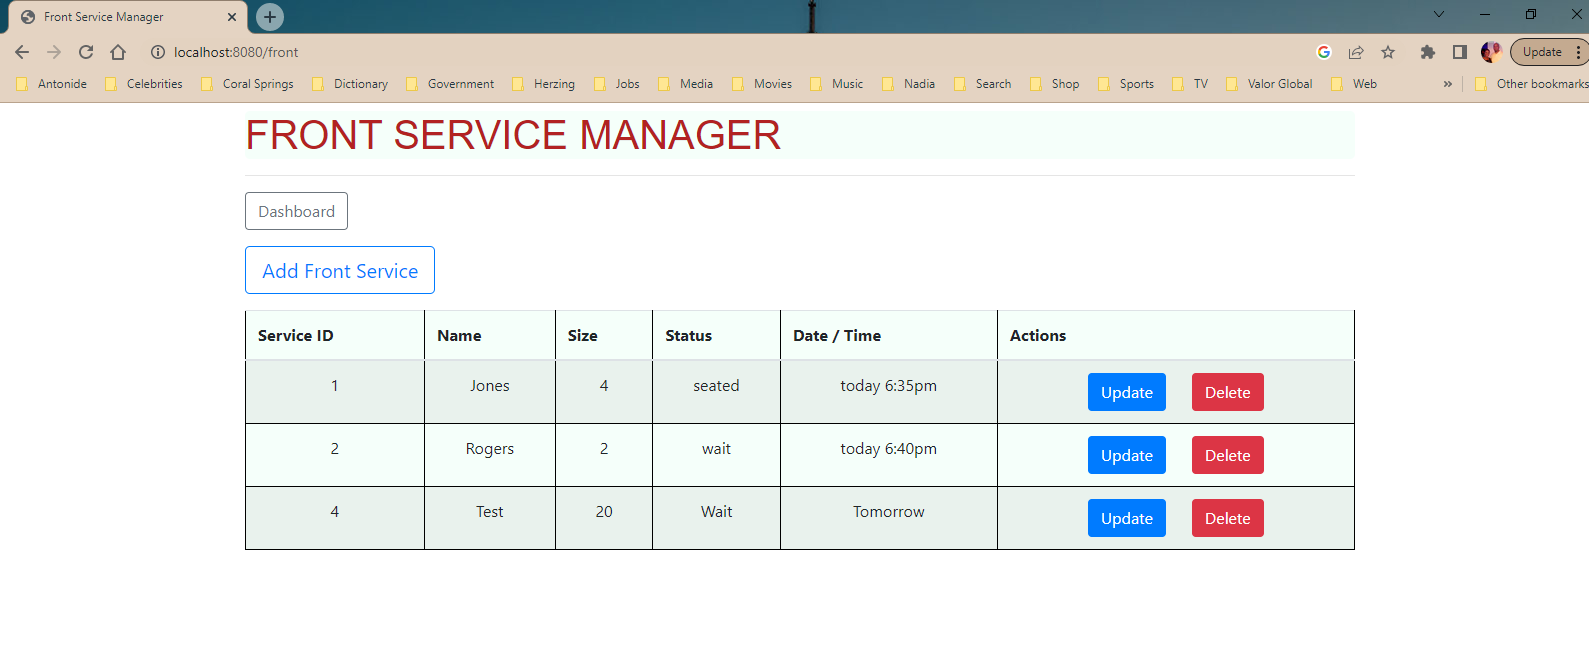 Front Service Manager
localhost:8080/front
Update
Antonide Celebrities Coral Springs Dictionary Government Herzing Jobs Media Movies Music Nadia Search Shop Sports TV Valor Global Web » Other bookmarks
FRONT SERVICE MANAGER
Dashboard
Add Front Service
Service ID Name Size Status Date / Time Actions
1 Jones 4 seated today 6:35pm Update Delete
2 Rogers 2 wait today 6:40pm Update Delete
4 Test 20 Wait Tomorrow Update Delete